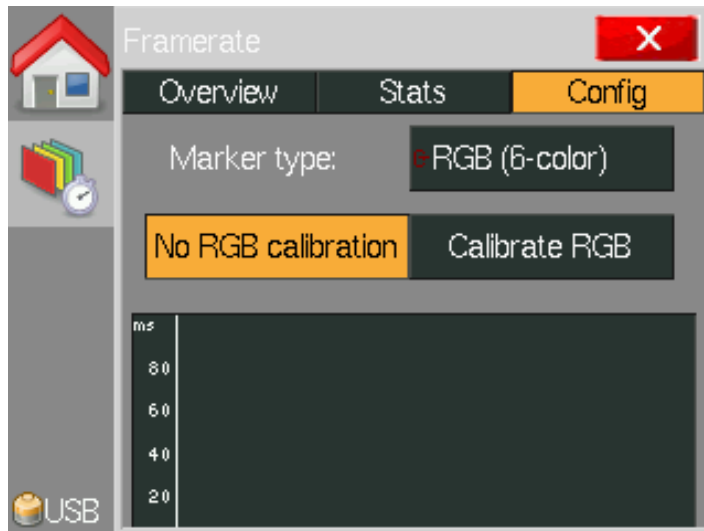 Framerate
Overview Stats Config
Marker type: RGB (6-color)
No RGB calibration Calibrate RGB
ms
80
60
40
20
USB